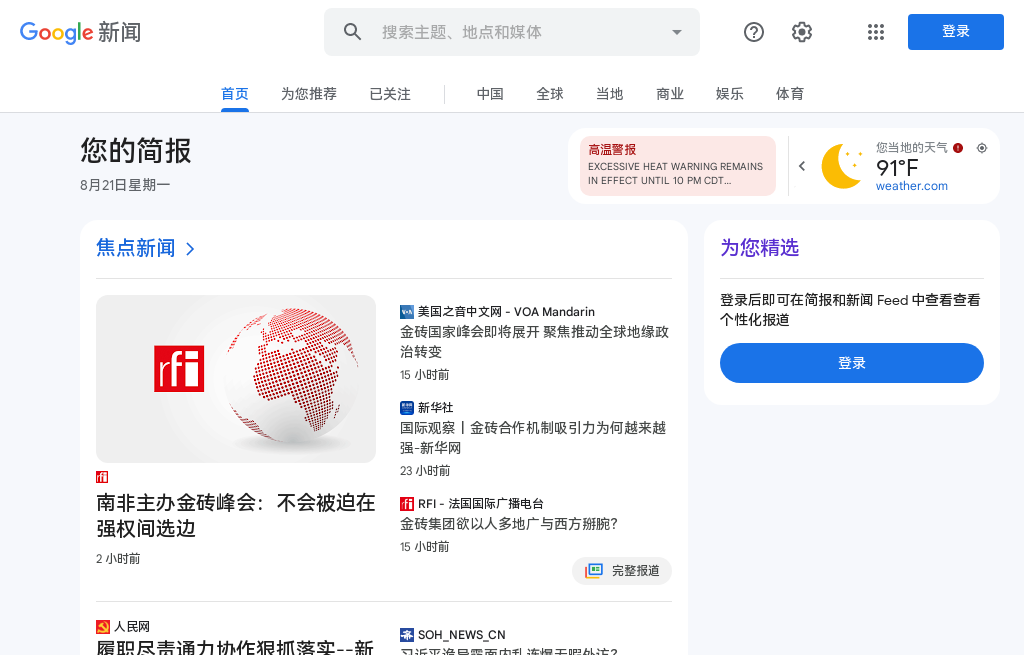 Google 新闻
搜索主题、地点和媒体
登录
首页
为您推荐
已关注
中国
全球
当地
商业
娱乐
体育
您的简报
8月21日星期一
高温警报
EXCESSIVE HEAT WARNING REMAINS
IN EFFECT UNTIL 10 PM CDT...
您当地的天气
91°F
weather.com
焦点新闻
rfi
rfi
南非主办金砖峰会：不会被迫在
强权间选边
2 小时前
VOA
美国之音中文网 - VOA Mandarin
金砖国家峰会即将展开 聚焦推动全球地缘政
治转变
15 小时前
新华社
国际观察丨金砖合作机制吸引力为何越来越
强-新华网
23 小时前
rfi
RFI - 法国国际广播电台
金砖集团欲以人多地广与西方掰腕?
15 小时前
完整报道
人民网
履职尽责通力协作狠抓落实--新
SOH_NEWS_CN
为您精选
登录后即可在简报和新闻 Feed 中查看查看
个性化报道
登录